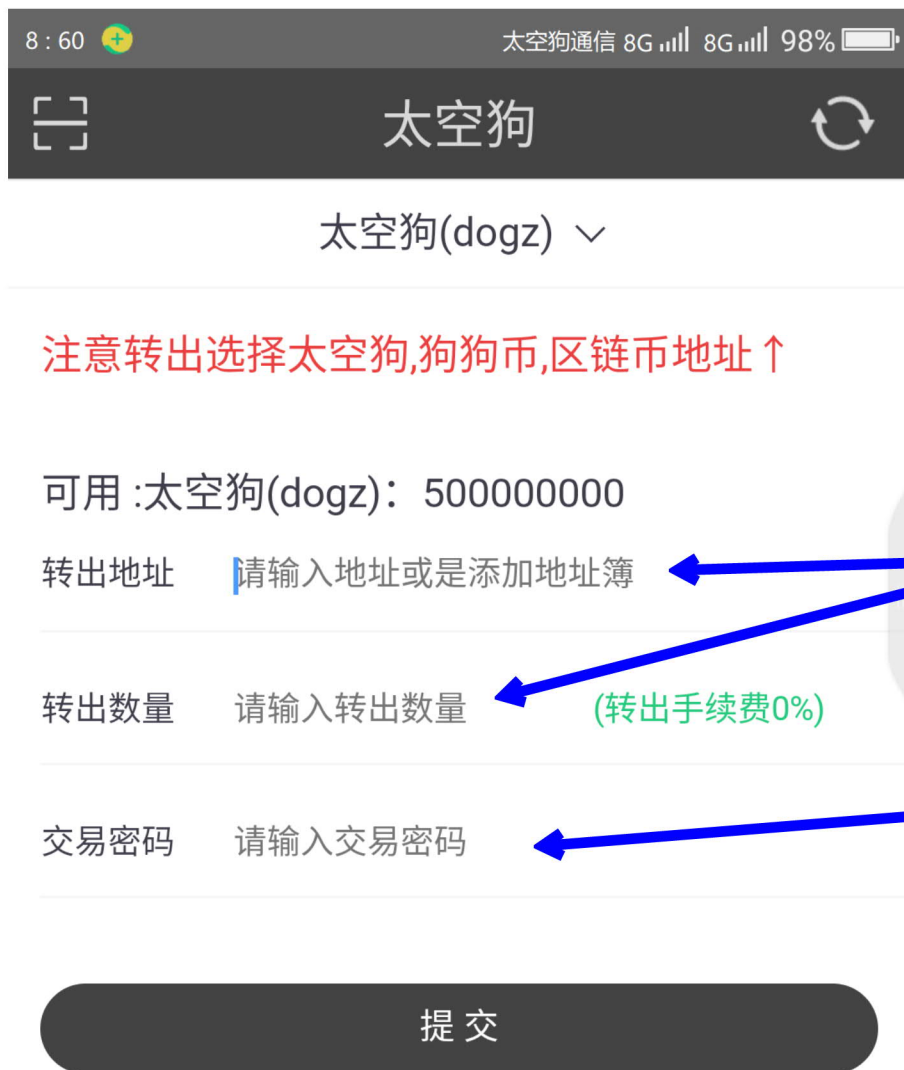 8:60 太空狗通信 8G 8G 98%
太空狗
太空狗(dogz)
注意转出选择太空狗,狗狗币,区链币地址↑
可用 :太空狗(dogz)：500000000
转出地址 请输入地址或是添加地址簿
转出数量 请输入转出数量 (转出手续费0%)
交易密码 请输入交易密码
提交